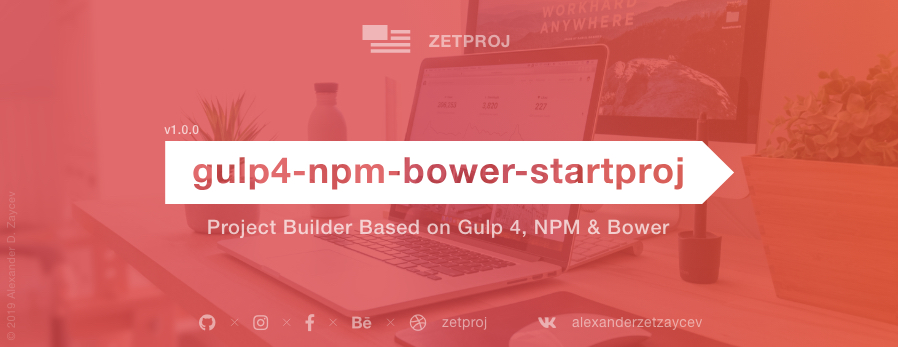 WORKHARD
ANYWHERE
ZETPROJ
v1.0.0
gulp4-npm-bower-startproj
Project Builder Based on Gulp 4, NPM & Bower
Bē zetproj alexanderzetzaycev
© 2019 Alexander D. Zaycev